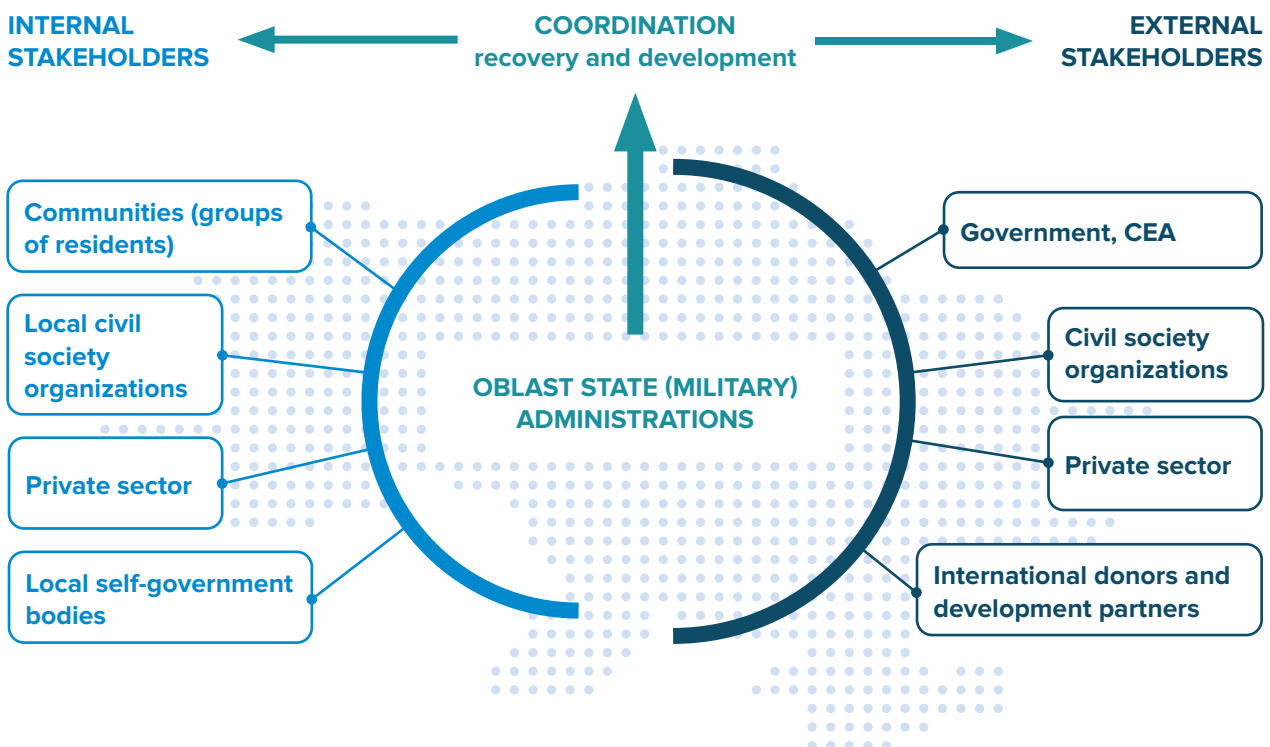 INTERNAL
STAKEHOLDERS
COORDINATION
recovery and development
EXTERNAL
STAKEHOLDERS
Communities (groups
of residents)
Local civil
society
organizations
Private sector
Local self-government
bodies
OBLAST STATE (MILITARY)
ADMINISTRATIONS
Government, CEA
Civil society
organizations
Private sector
International donors and
development partners